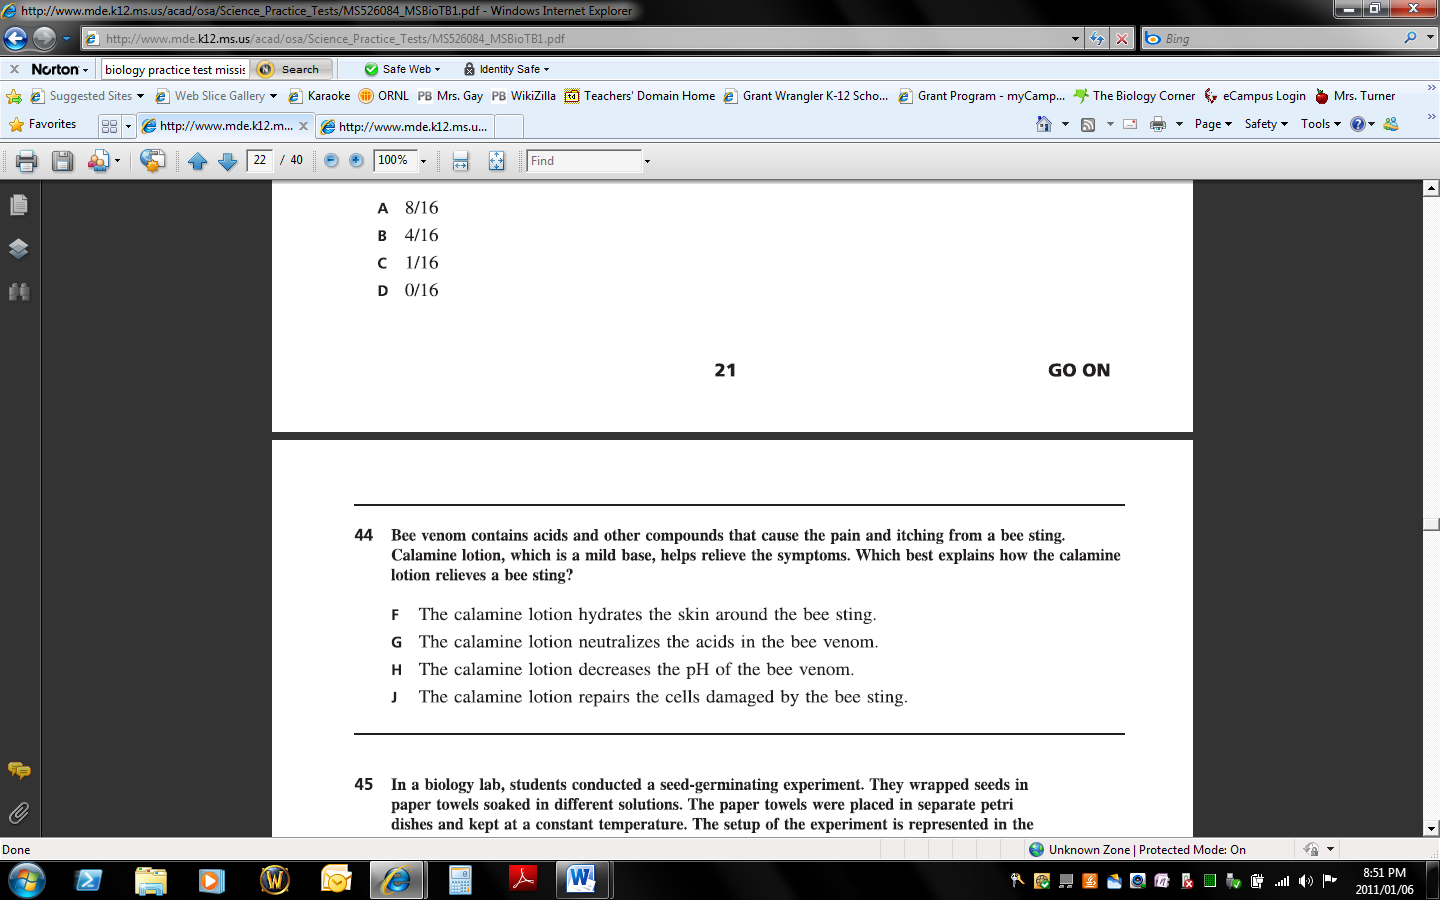 http://www.mde.k12.ms.us/acad/osa/Science_Practice_Tests/MS526084_MSBioTB1.pdf - Windows Internet Explorer
http://www.mde.k12.ms.us/acad/osa/Science_Practice_Tests/MS526084_MSBioTB1.pdf
Bing
X Norton biology practice test missis Search Safe Web Identity Safe
Suggested Sites Web Slice Gallery Karaoke ORNL PB Mrs. Gay PB WikiZilla td Teachers' Domain Home Grant Wrangler K-12 Scho... Grant Program - myCamp... The Biology Corner eCampus Login Mrs. Turner
Favorites http://www.mde.k12.m... X http://www.mde.k12.ms.u... Page Safety Tools
22 / 40 100% Find
A 8/16
B 4/16
C 1/16
D 0/16
21 GO ON
44 Bee venom contains acids and other compounds that cause the pain and itching from a bee sting.
Calamine lotion, which is a mild base, helps relieve the symptoms. Which best explains how the calamine
lotion relieves a bee sting?
F The calamine lotion hydrates the skin around the bee sting.
G The calamine lotion neutralizes the acids in the bee venom.
H The calamine lotion decreases the pH of the bee venom.
J The calamine lotion repairs the cells damaged by the bee sting.
45 In a biology lab, students conducted a seed-germinating experiment. They wrapped seeds in
paper towels soaked in different solutions. The paper towels were placed in separate petri
dishes and kept at a constant temperature. The setup of the experiment is represented in the
Done Unknown Zone | Protected Mode: On
8:51 PM
2011/01/06